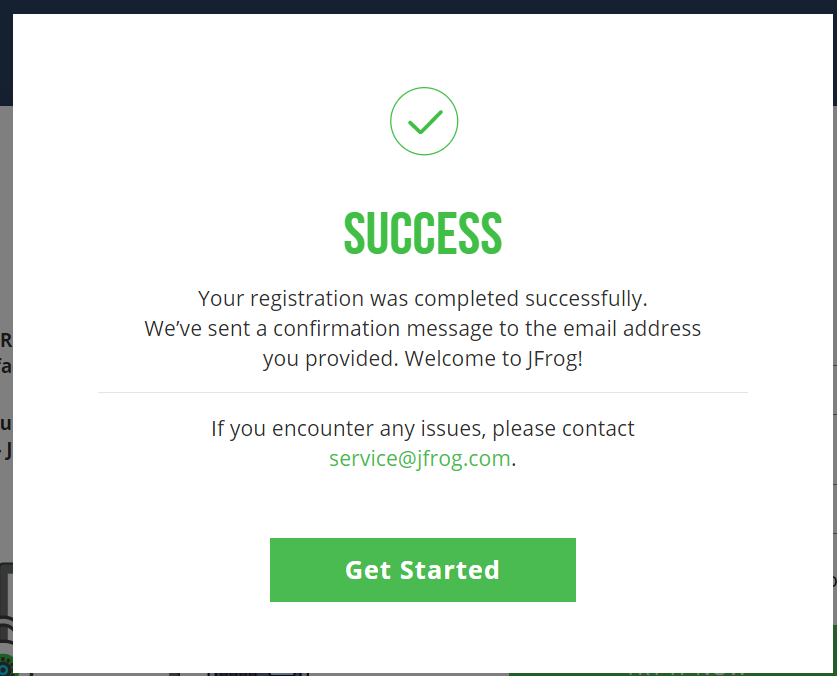 SUCCESS
Your registration was completed successfully.
We’ve sent a confirmation message to the email address
you provided. Welcome to JFrog!
If you encounter any issues, please contact
service@jfrog.com.
Get Started